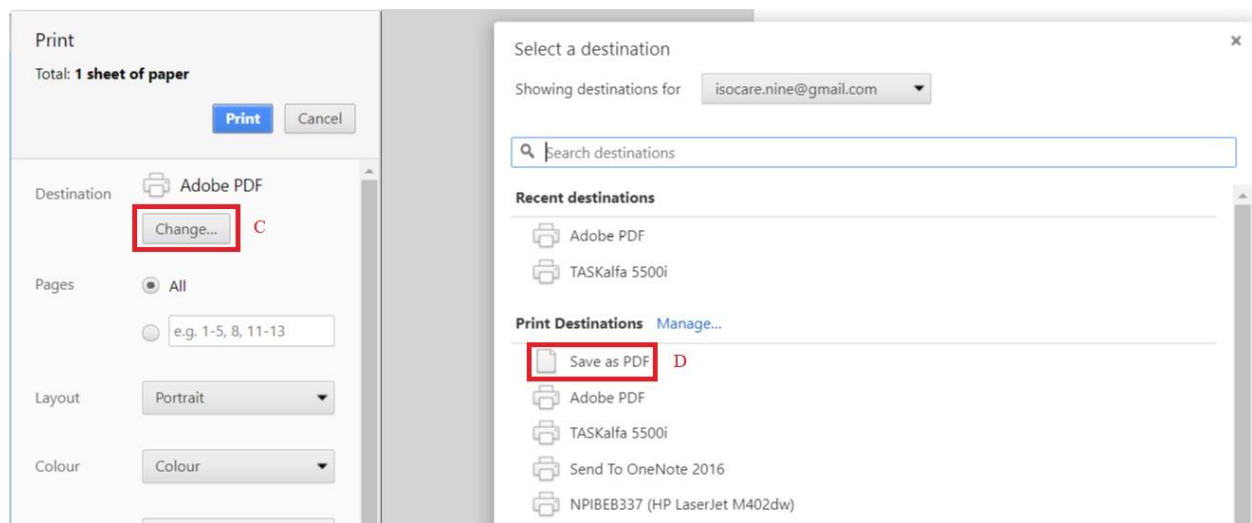 Print
Total: 1 sheet of paper
Print Cancel
Destination Adobe PDF
Change... C
Pages All
e.g. 1-5, 8, 11-13
Layout Portrait
Colour Colour
Select a destination
×
Showing destinations for isocare.nine@gmail.com
Search destinations
Recent destinations
Adobe PDF
TASKalfa 5500i
Print Destinations Manage...
Save as PDF D
Adobe PDF
TASKalfa 5500i
Send To OneNote 2016
NPIBEB337 (HP LaserJet M402dw)